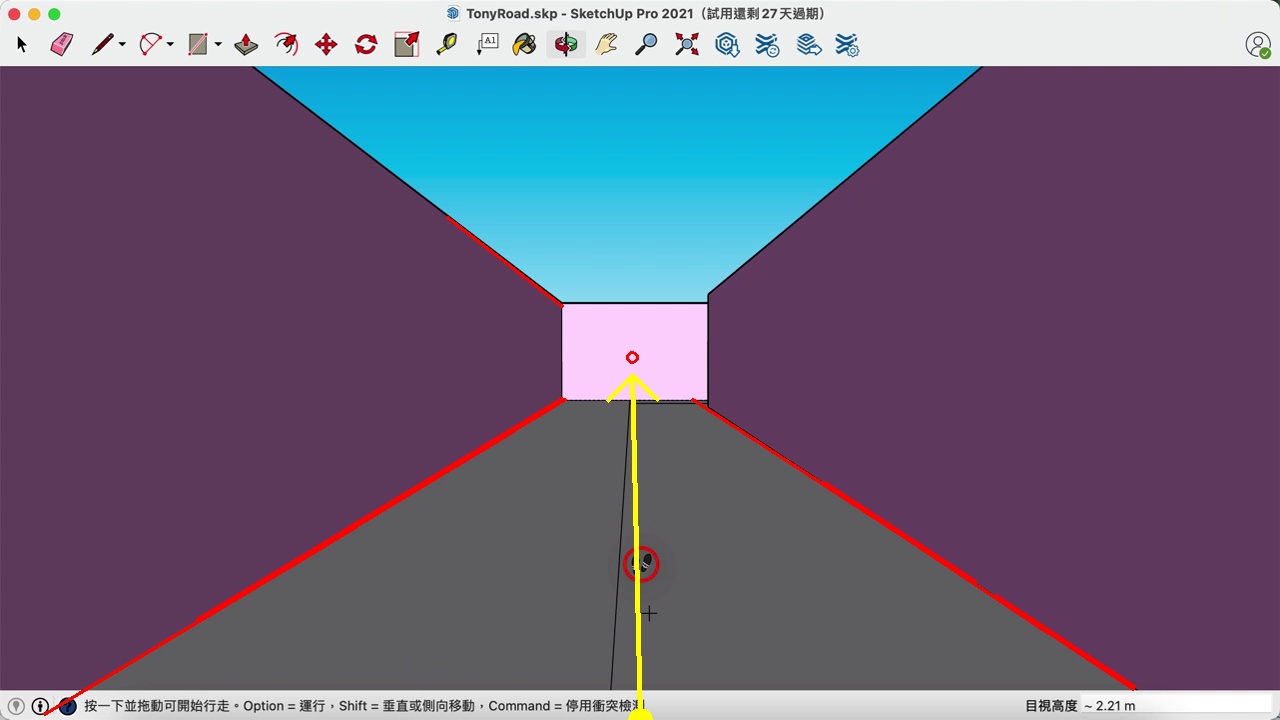 TonyRoad.skp - SketchUp Pro 2021（試用還剩 27 天過期）
A1
按一下並拖動可開始行走。Option = 運行，Shift = 垂直或側向移動，Command = 停用衝突檢測
目視高度 ~ 2.21 m